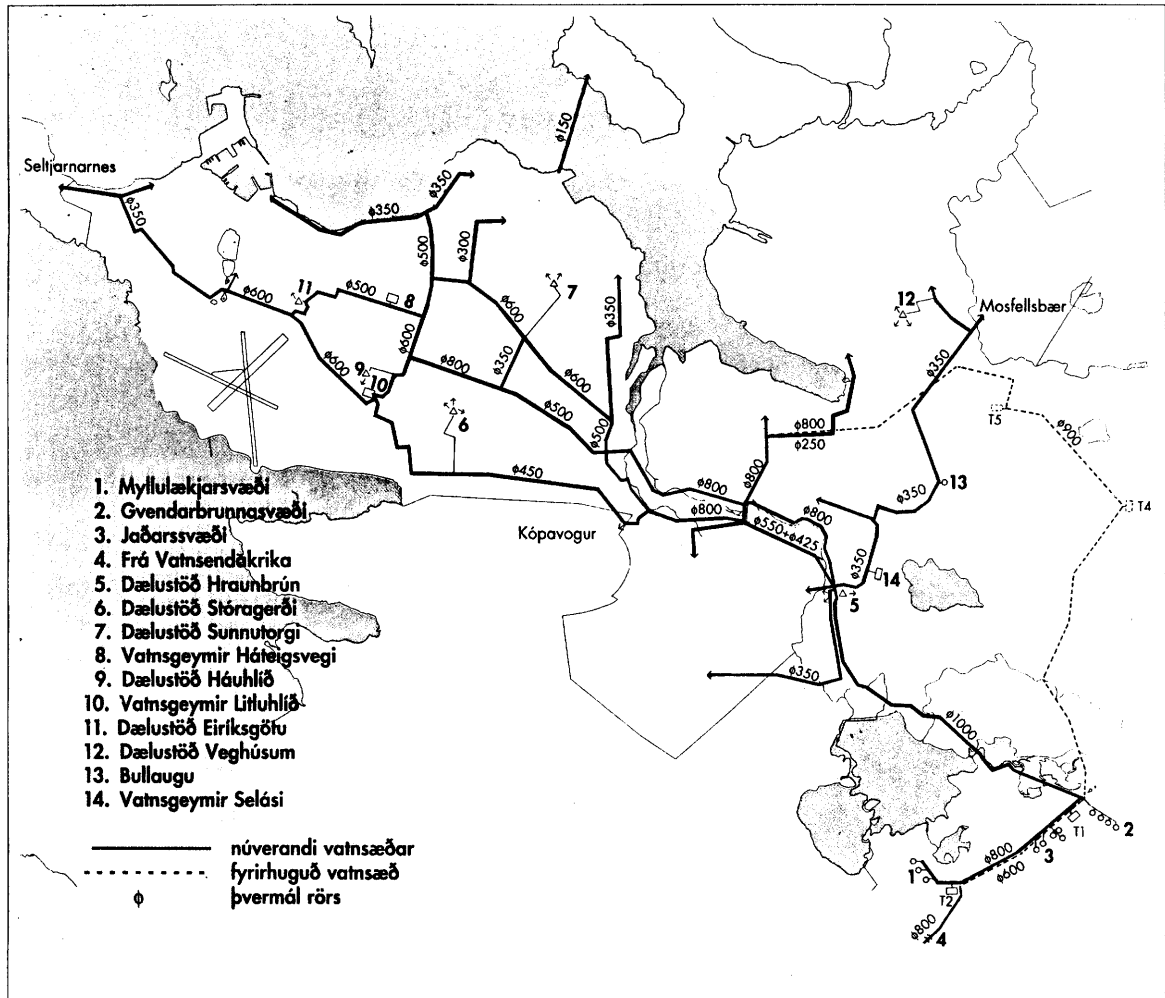 Seltjarnarnes
φ350
φ150
φ350
φ350
φ500
φ300
φ600
11
φ500
8
7
φ600
φ600
φ350
12
Mosfellsbær
φ600
9
10
φ800
φ350
φ600
φ350
6
φ500
φ500
φ800
φ250
T5
φ900
φ450
φ800
φ800
φ800
φ350
13
T4
Kópavogur
φ800
φ550+φ425
φ350
14
5
φ350
φ1000
1. Myllulækjarsvæði
2. Gvendarbrunnasvæði
3. Jaðarssvæði
4. Frá Vatnsendakrika
5. Dælustöð Hraunbrún
6. Dælustöð Stóragerði
7. Dælustöð Sunnutorgi
8. Vatnsgeymir Háteigsvegi
9. Dælustöð Háuhlíð
10. Vatnsgeymir Litluhlíð
11. Dælustöð Eiríksgötu
12. Dælustöð Veghúsum
13. Bullaugu
14. Vatnsgeymir Selási
núverandi vatnsæðar
fyrirhuguð vatnsæð
φ þvermál rörs
T1
2
3
φ800
φ600
1
T2
φ800
4